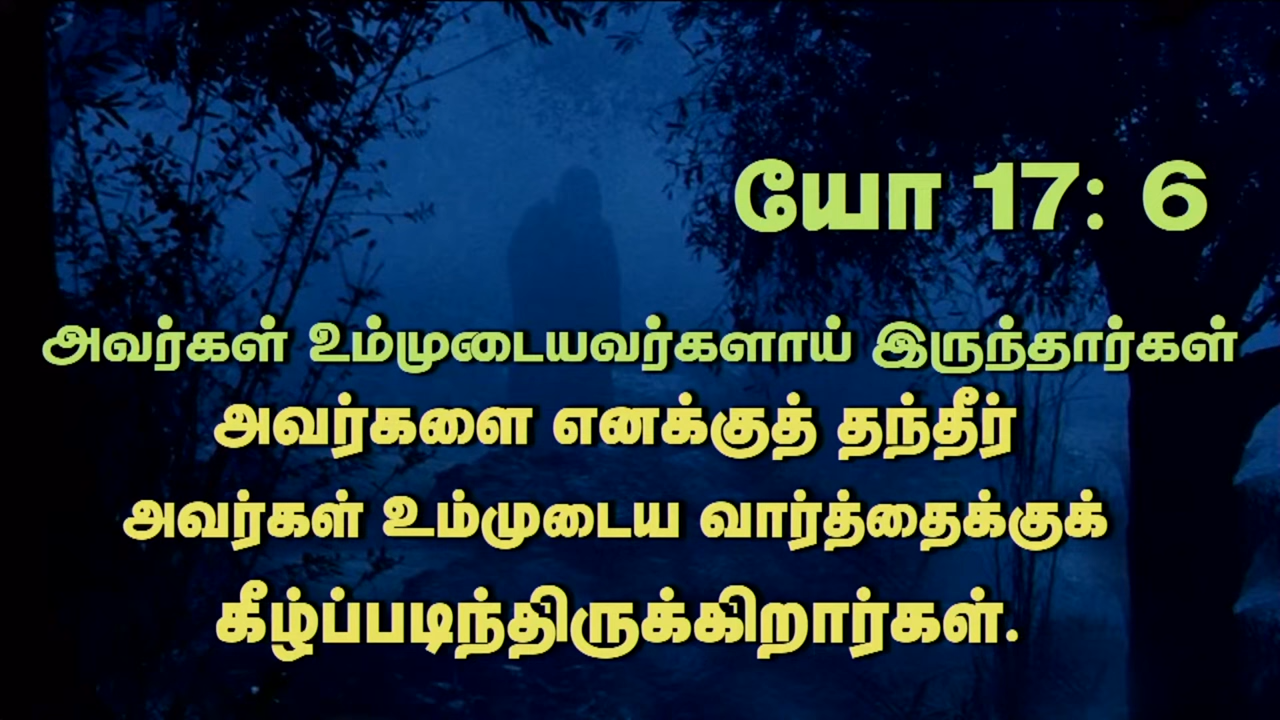 யோ 17: 6
அவர்கள் உம்முடையவர்களாய் இருந்தார்கள்
அவர்களை எனக்குத் தந்தீர்
அவர்கள் உம்முடைய வார்த்தைக்குக்
கீழ்ப்படிந்திருக்கிறார்கள்.